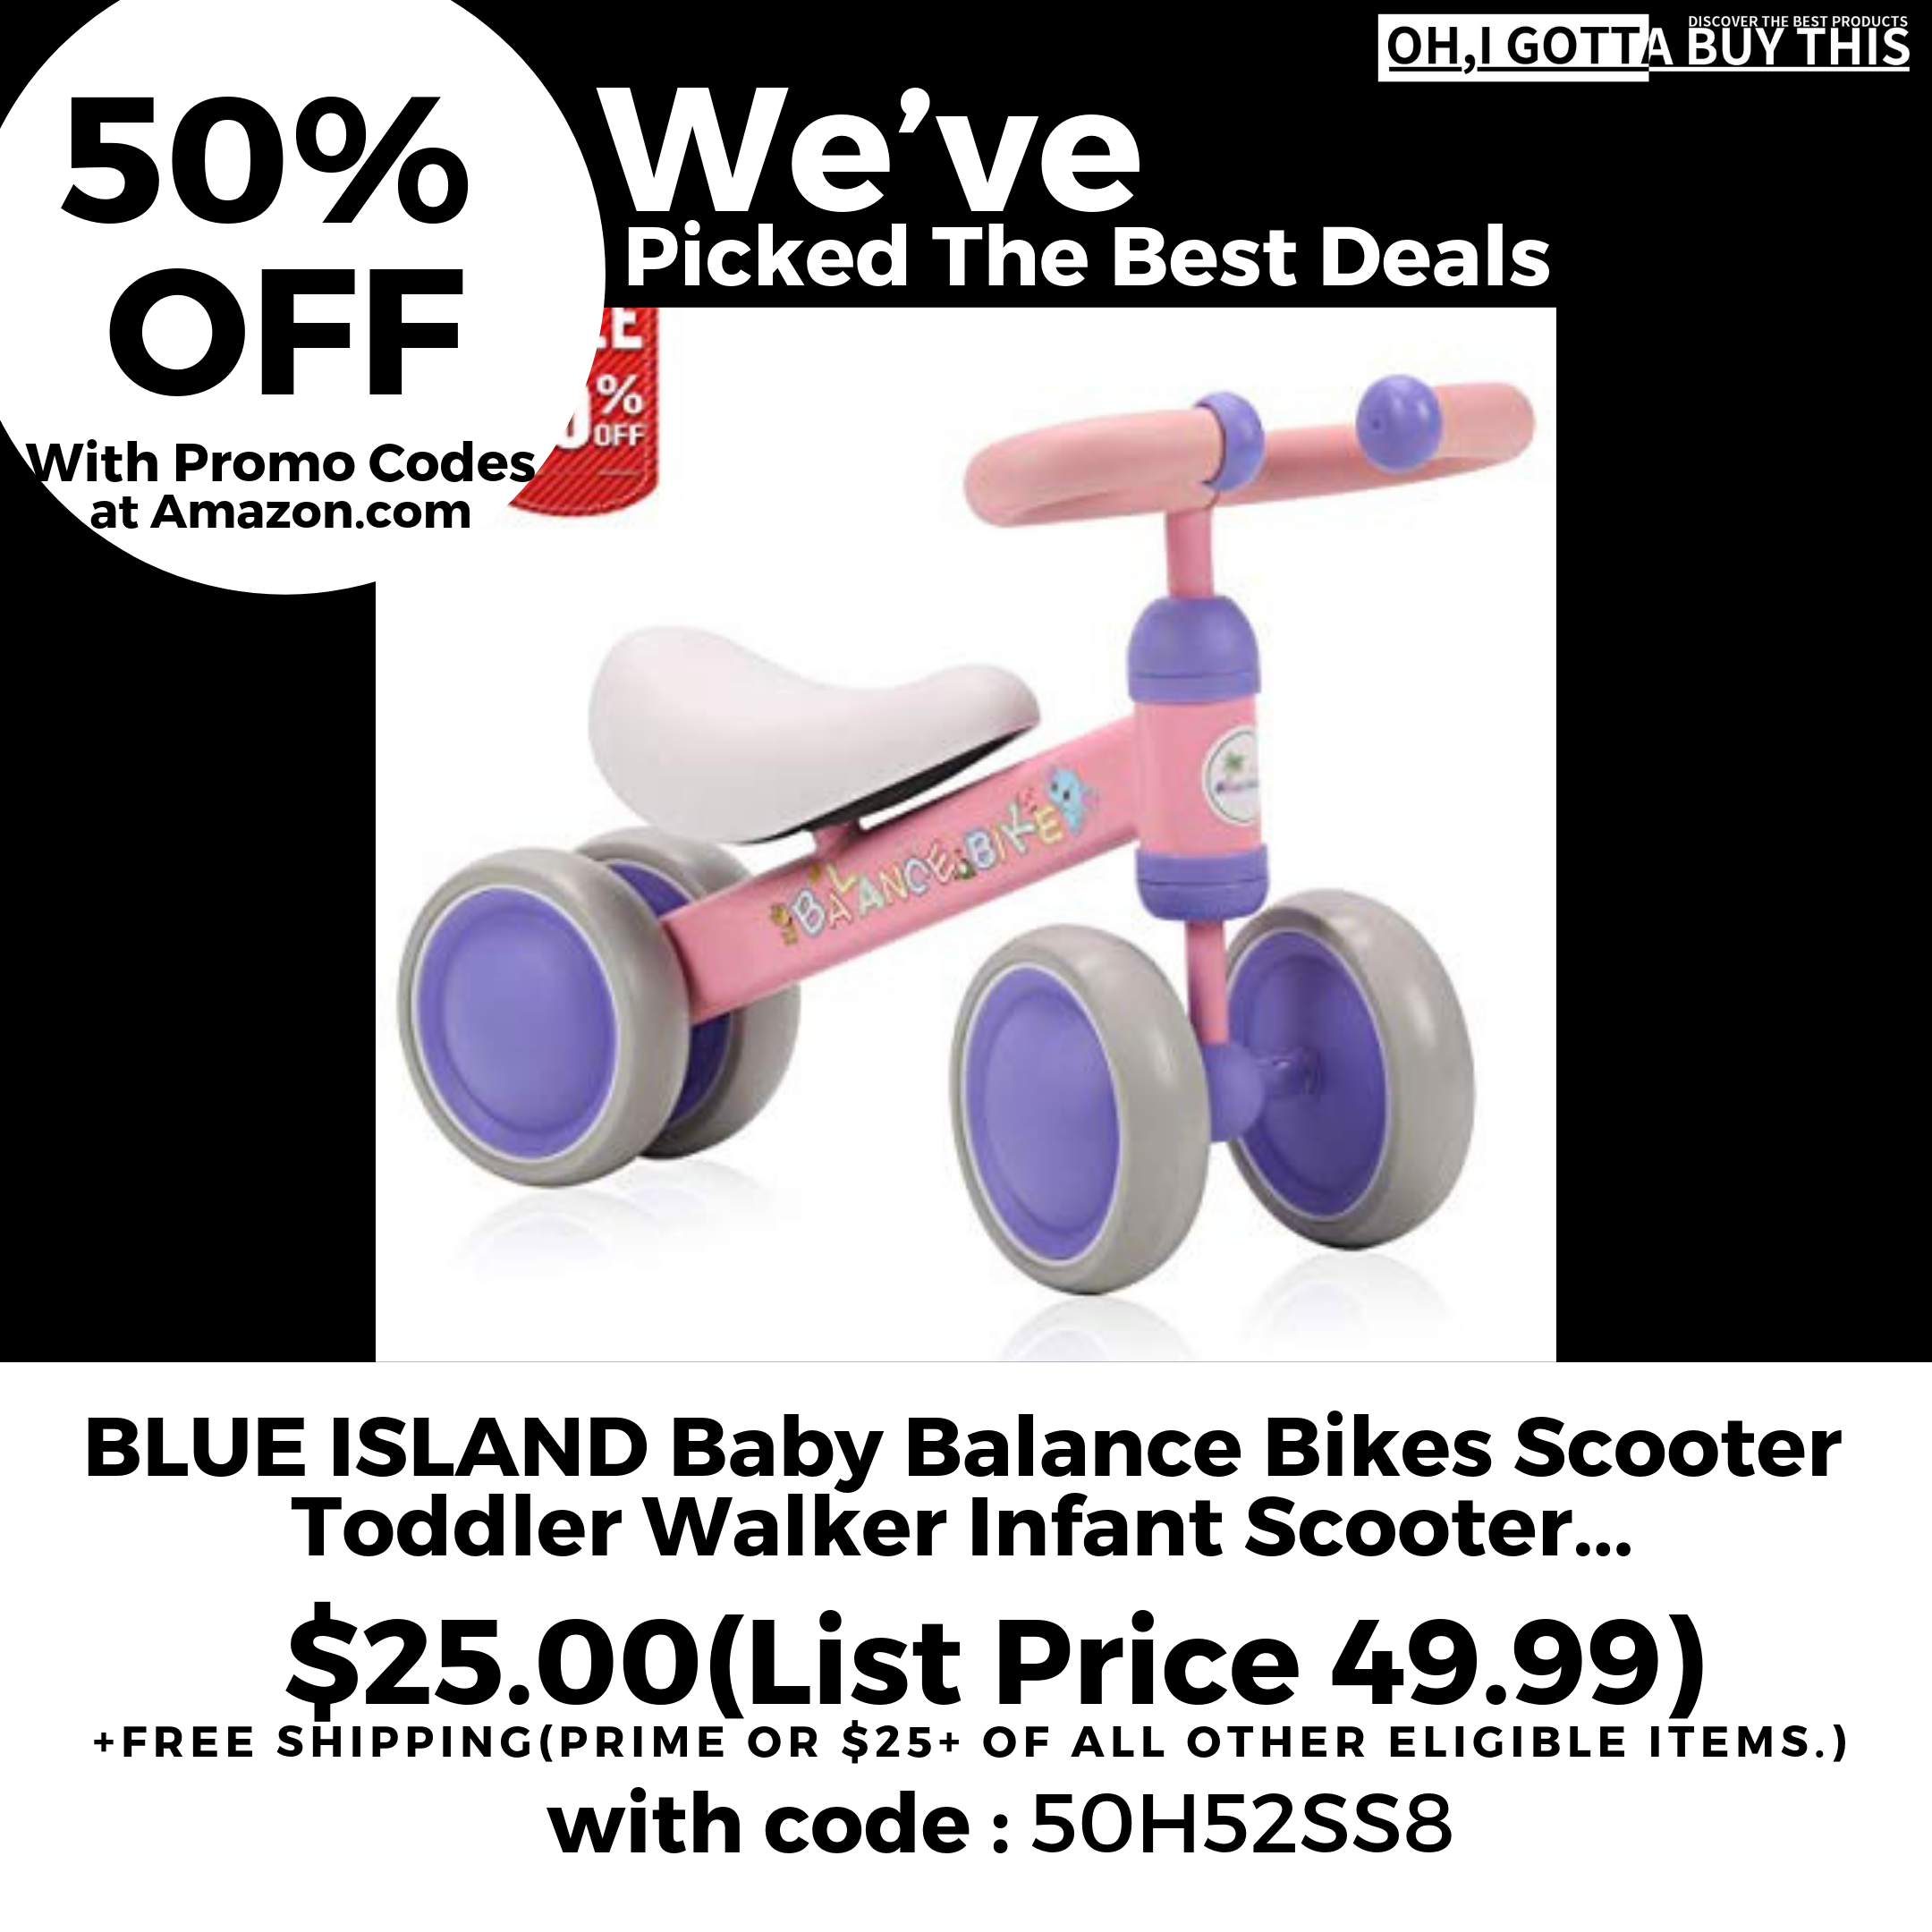 DISCOVER THE BEST PRODUCTS
OH,I GOTTA BUY THIS
50%
OFF
With Promo Codes
at Amazon.com
We've
Picked The Best Deals
%
OFF
BALANCE BIKE
BLUE ISLAND Baby Balance Bikes Scooter
Toddler Walker Infant Scooter...
$25.00(List Price 49.99)
+FREE SHIPPING(PRIME OR $25+ OF ALL OTHER ELIGIBLE ITEMS.)
with code : 50H52SS8